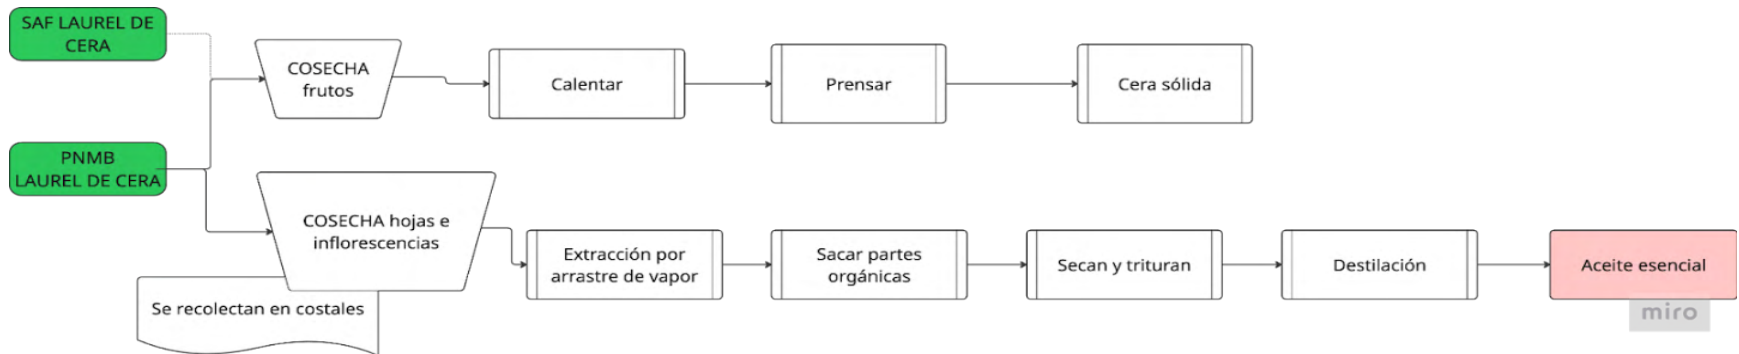 SAF LAUREL DE
CERA
COSECHA
frutos
Calentar
Prensar
Cera sólida
PNMB
LAUREL DE CERA
COSECHA hojas e
inflorescencias
Se recolectan en costales
Extracción por
arrastre de vapor
Sacar partes
orgánicas
Secan y trituran
Destilación
Aceite esencial
miro